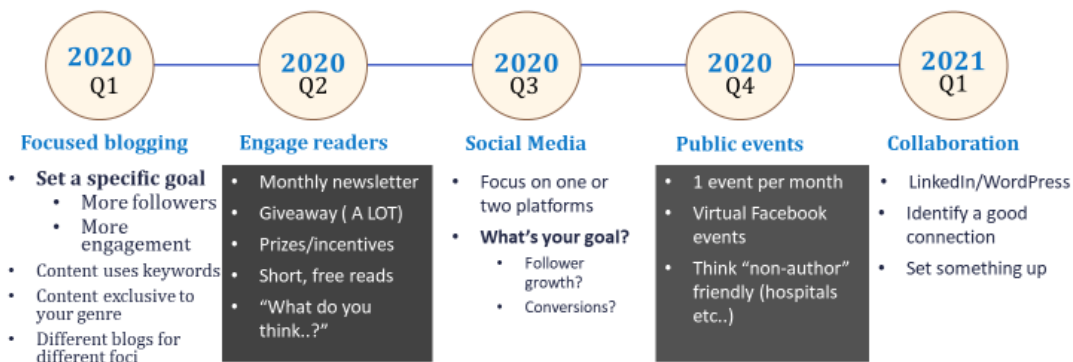 2020
Q1
2020
Q2
2020
Q3
2020
Q4
2021
Q1
Focused blogging
• Set a specific goal
• More followers
• More
engagement
• Content uses keywords
• Content exclusive to
your genre
• Different blogs for
different foci
Engage readers
• Monthly newsletter
• Giveaway ( A LOT)
• Prizes/incentives
• Short, free reads
• “What do you
think..?”
Social Media
• Focus on one or
two platforms
• What’s your goal?
• Follower
growth?
• Conversions?
Public events
• 1 event per month
• Virtual Facebook
events
• Think “non-author”
friendly (hospitals
etc..)
Collaboration
• LinkedIn/WordPress
• Identify a good
connection
• Set something up